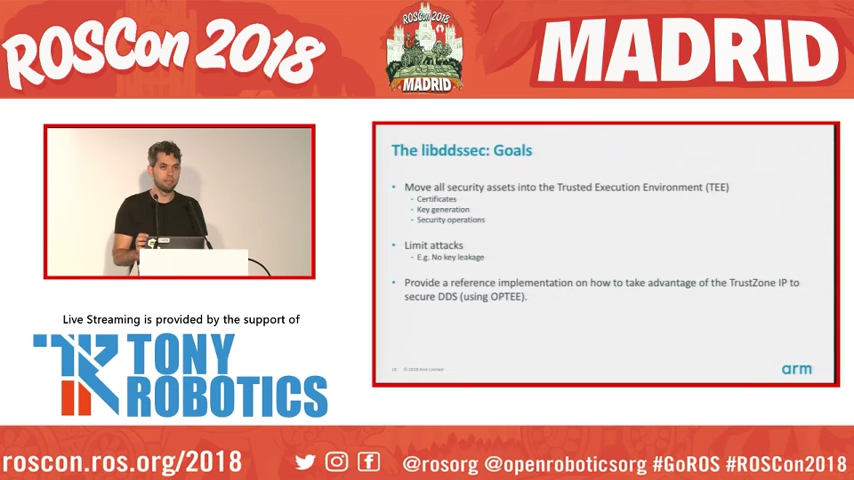 ROSCon 2018
ROSCon 2018
MADRID
MADRID
The libddssec: Goals
• Move all security assets into the Trusted Execution Environment (TEE)
- Certificates
- Key generation
- Security operations
• Limit attacks
- E.g. No key leakage
• Provide a reference implementation on how to take advantage of the TrustZone IP to
secure DDS (using OPTEE).
© 2018 Arm Limited
arm
Live Streaming is provided by the support of
TONY
ROBOTICS
roscon.ros.org/2018
@rosorg @openroboticsorg #GoROS #ROSCon2018